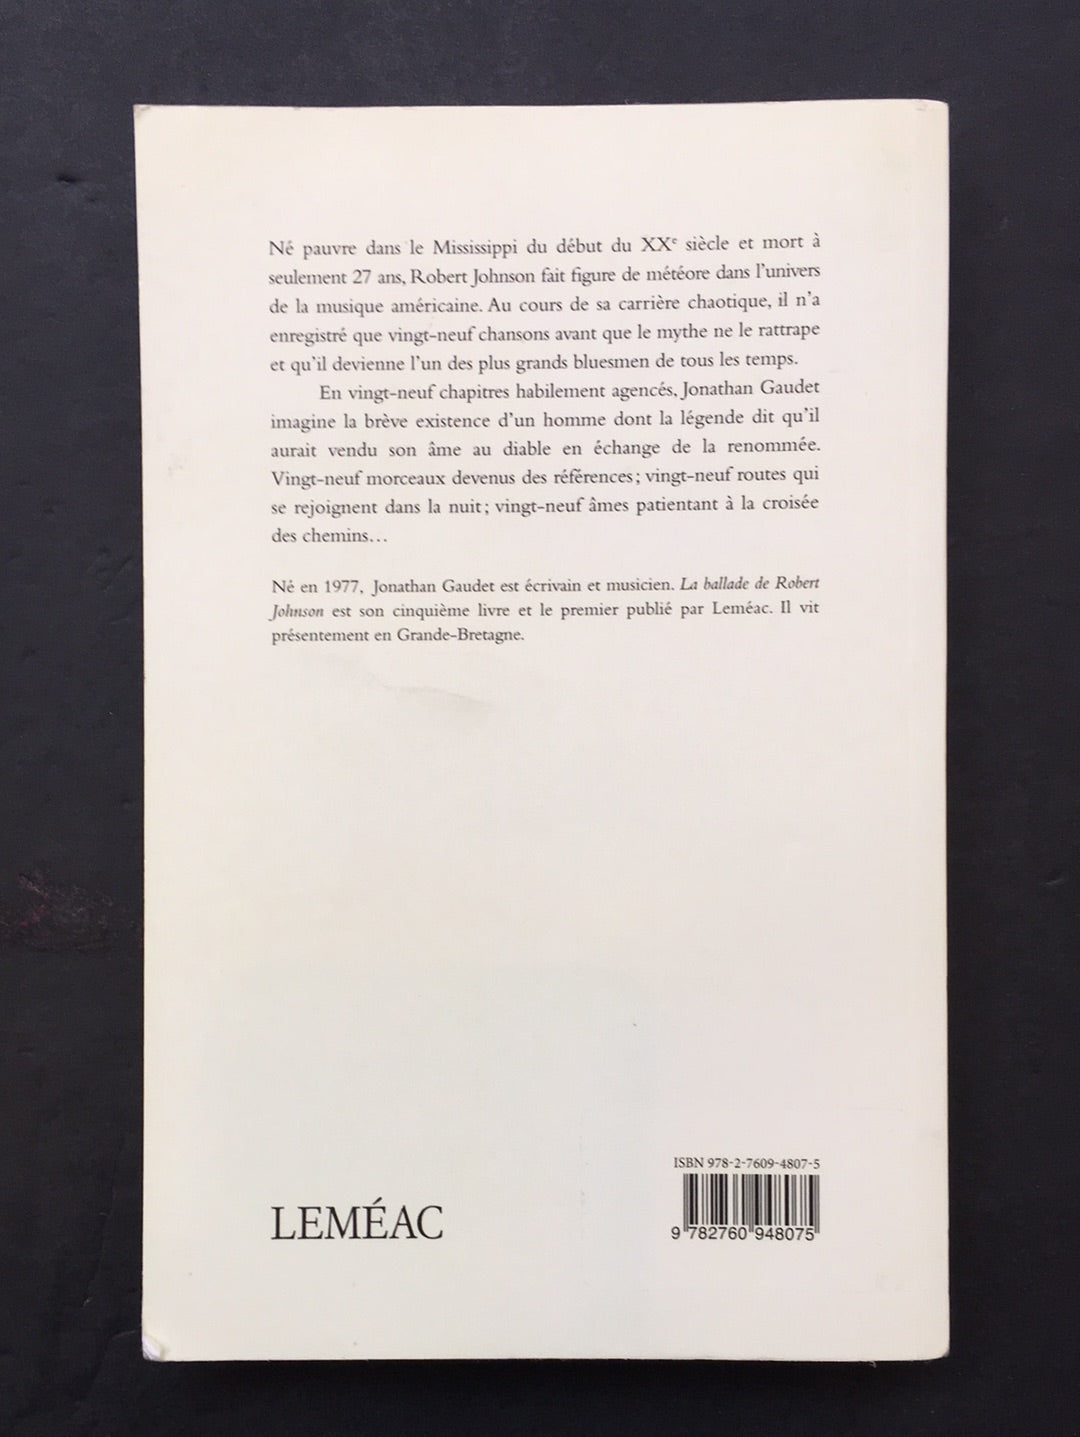 Né pauvre dans le Mississippi du début du XXᵉ siècle et mort à
seulement 27 ans, Robert Johnson fait figure de météore dans l'univers
de la musique américaine. Au cours de sa carrière chaotique, il n'a
enregistré que vingt-neuf chansons avant que le mythe ne le rattrape
et qu'il devienne l'un des plus grands bluesmen de tous les temps.
En vingt-neuf chapitres habilement agencés, Jonathan Gaudet
imagine la brève existence d'un homme dont la légende dit qu'il
aurait vendu son âme au diable en échange de la renommée.
Vingt-neuf morceaux devenus des références ; vingt-neuf routes qui
se rejoignent dans la nuit ; vingt-neuf âmes patientant à la croisée
des chemins…
Né en 1977, Jonathan Gaudet est écrivain et musicien. La ballade de Robert
Johnson est son cinquième livre et le premier publié par Leméac. Il vit
présentement en Grande-Bretagne.
ISBN 978-2-7609-4807-5
LEMÉAC
9 782760 948075